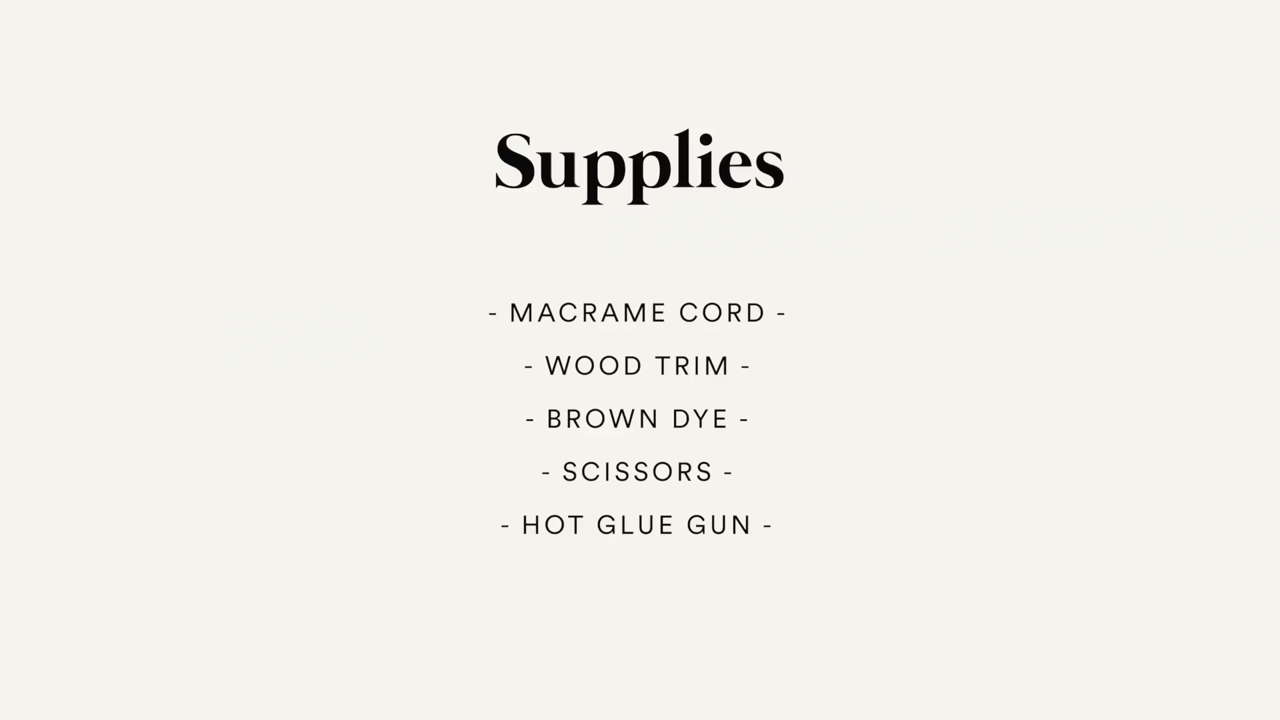 Supplies
- MACRAME CORD -
- WOOD TRIM -
- BROWN DYE -
- SCISSORS -
- HOT GLUE GUN -